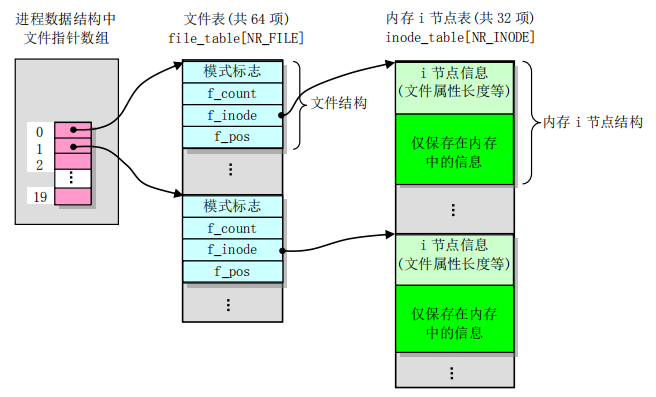 进程数据结构中
文件指针数组
0
1
2
⋮
19
文件表(共 64 项)
file_table[NR_FILE]
模式标志
f_count
f_inode
f_pos
文件结构
⋮
模式标志
f_count
f_inode
f_pos
⋮
内存 i 节点表(共 32 项)
inode_table[NR_INODE]
i 节点信息
(文件属性长度等)
仅保存在内存
中的信息
内存 i 节点结构
⋮
i 节点信息
(文件属性长度等)
仅保存在内存
中的信息
⋮